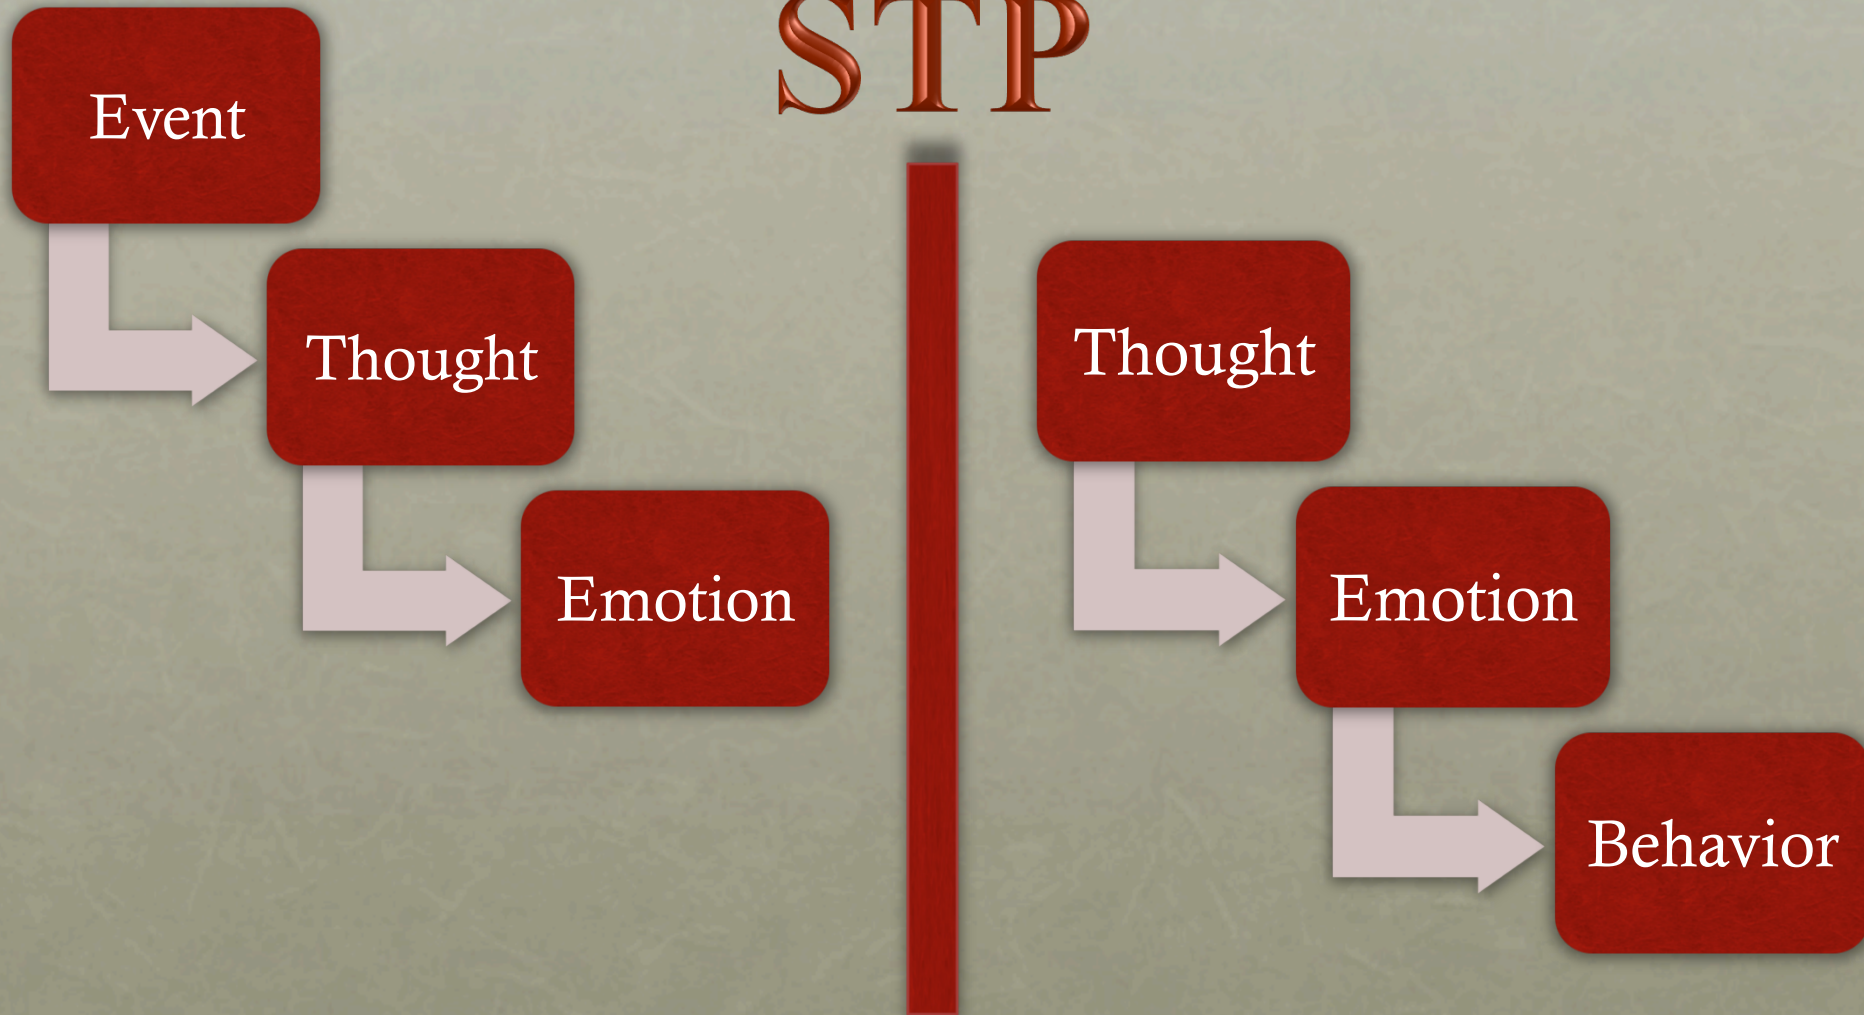 STP
Event
Thought
Emotion
Thought
Emotion
Behavior